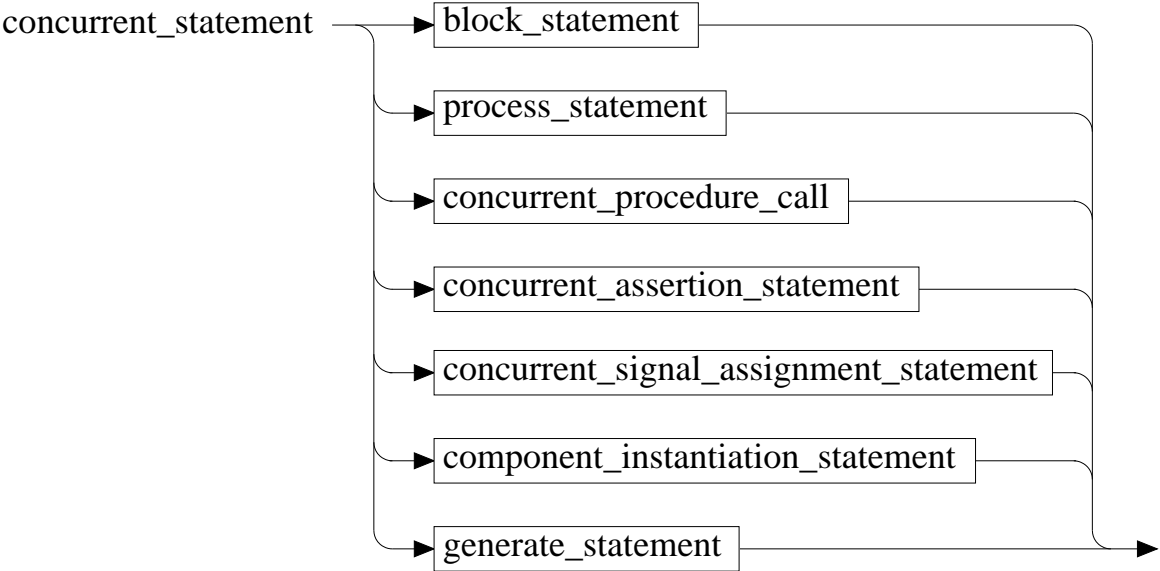 concurrent_statement
block_statement
process_statement
concurrent_procedure_call
concurrent_assertion_statement
concurrent_signal_assignment_statement
component_instantiation_statement
generate_statement